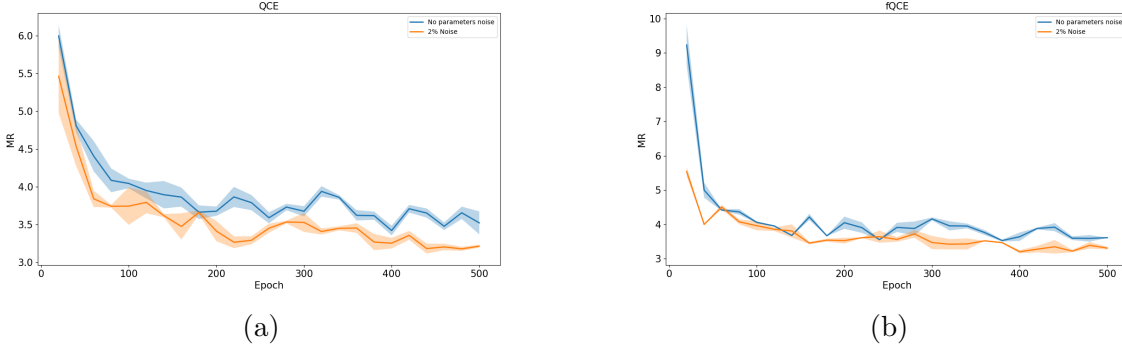 QCE
No parameters noise
2% Noise
6.0
5.5
5.0
4.5
4.0
3.5
3.0
MR
0
100
200
300
400
500
Epoch
(a)
fQCE
No parameters noise
2% Noise
10
9
8
7
6
5
4
3
MR
0
100
200
300
400
500
Epoch
(b)